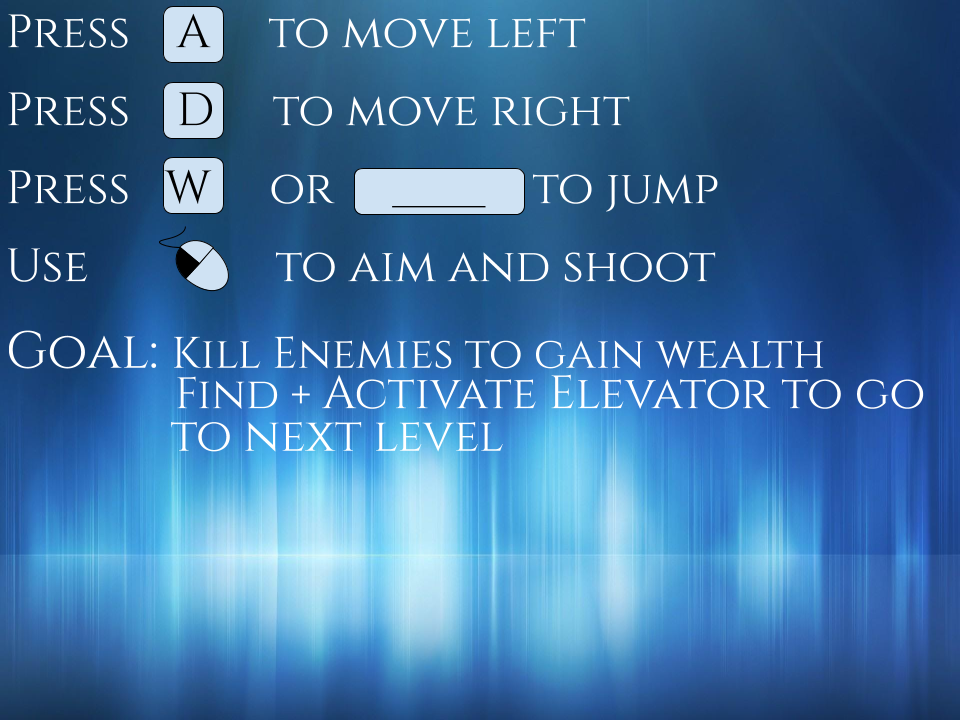 Press A to move left
Press D to move right
Press W or _____ to jump
Use to aim and shoot
Goal: Kill Enemies to gain wealth
Find + Activate Elevator to go
to next level